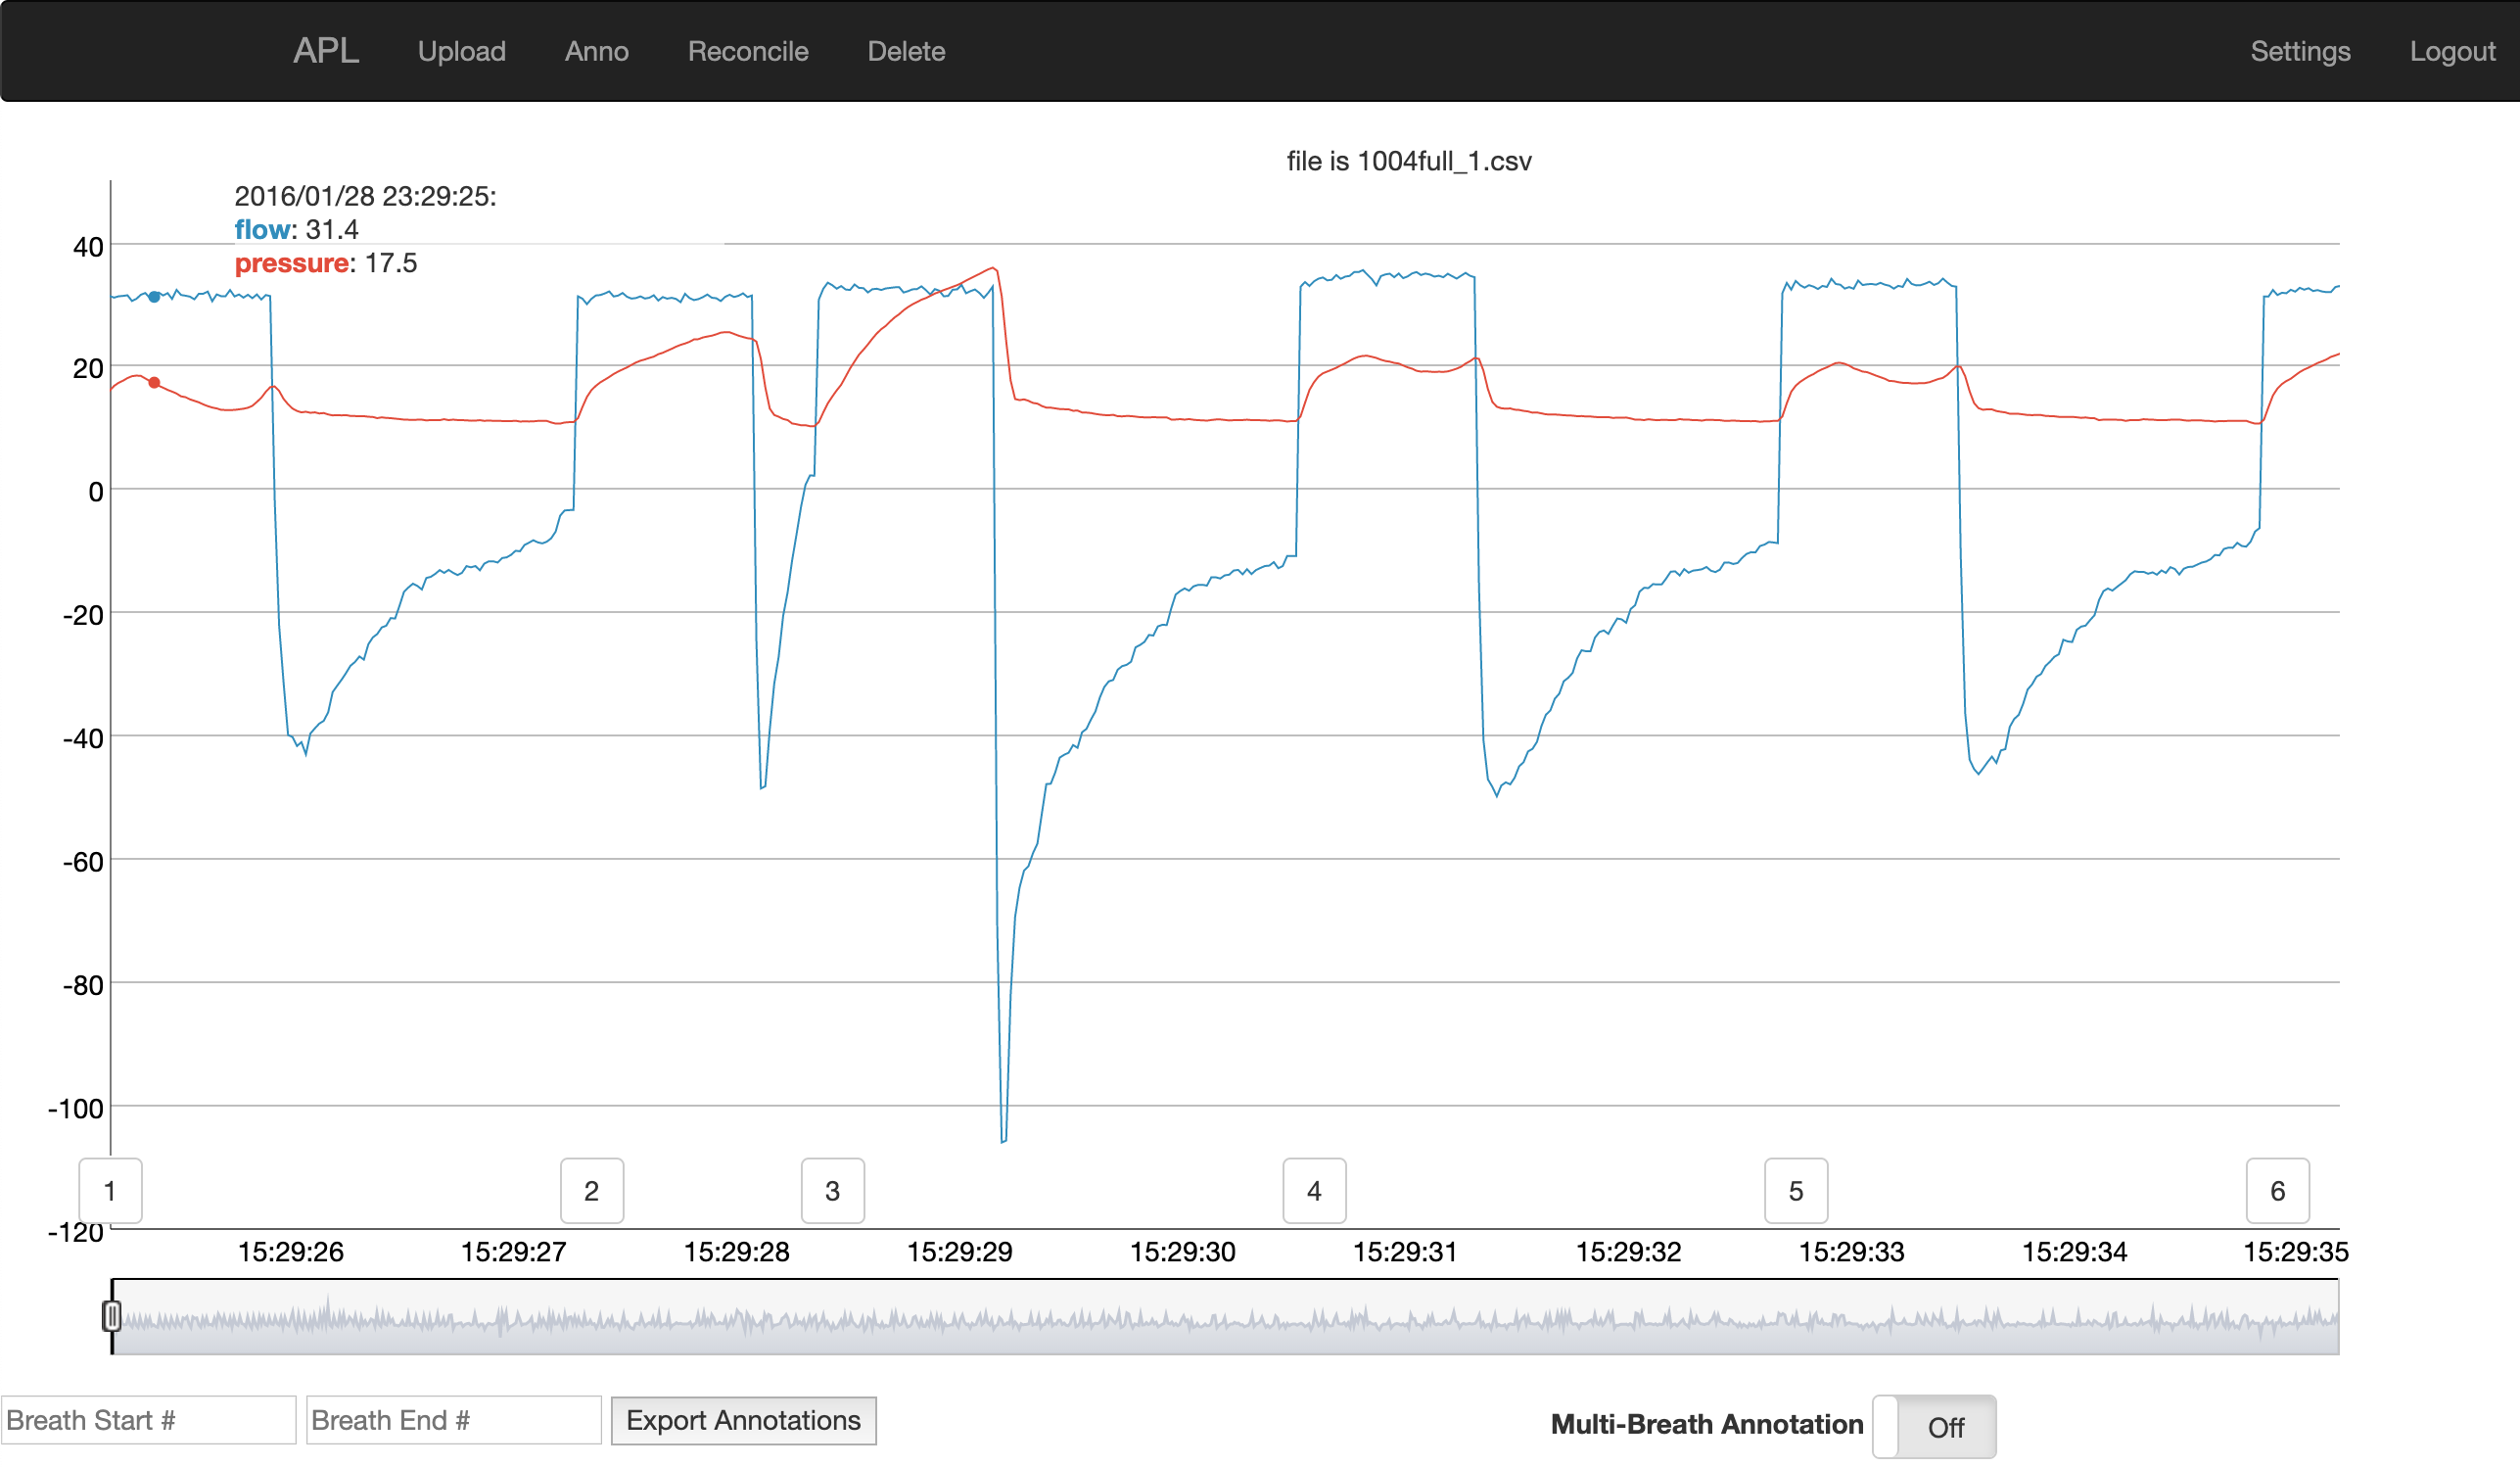 APL Upload Anno Reconcile Delete Settings Logout
file is 1004full_1.csv
2016/01/28 23:29:25:
flow: 31.4
pressure: 17.5
40
20
0
-20
-40
-60
-80
-100
-120
1 2 3 4 5 6
15:29:26 15:29:27 15:29:28 15:29:29 15:29:30 15:29:31 15:29:32 15:29:33 15:29:34 15:29:35
Breath Start # Breath End # Export Annotations Multi-Breath Annotation Off